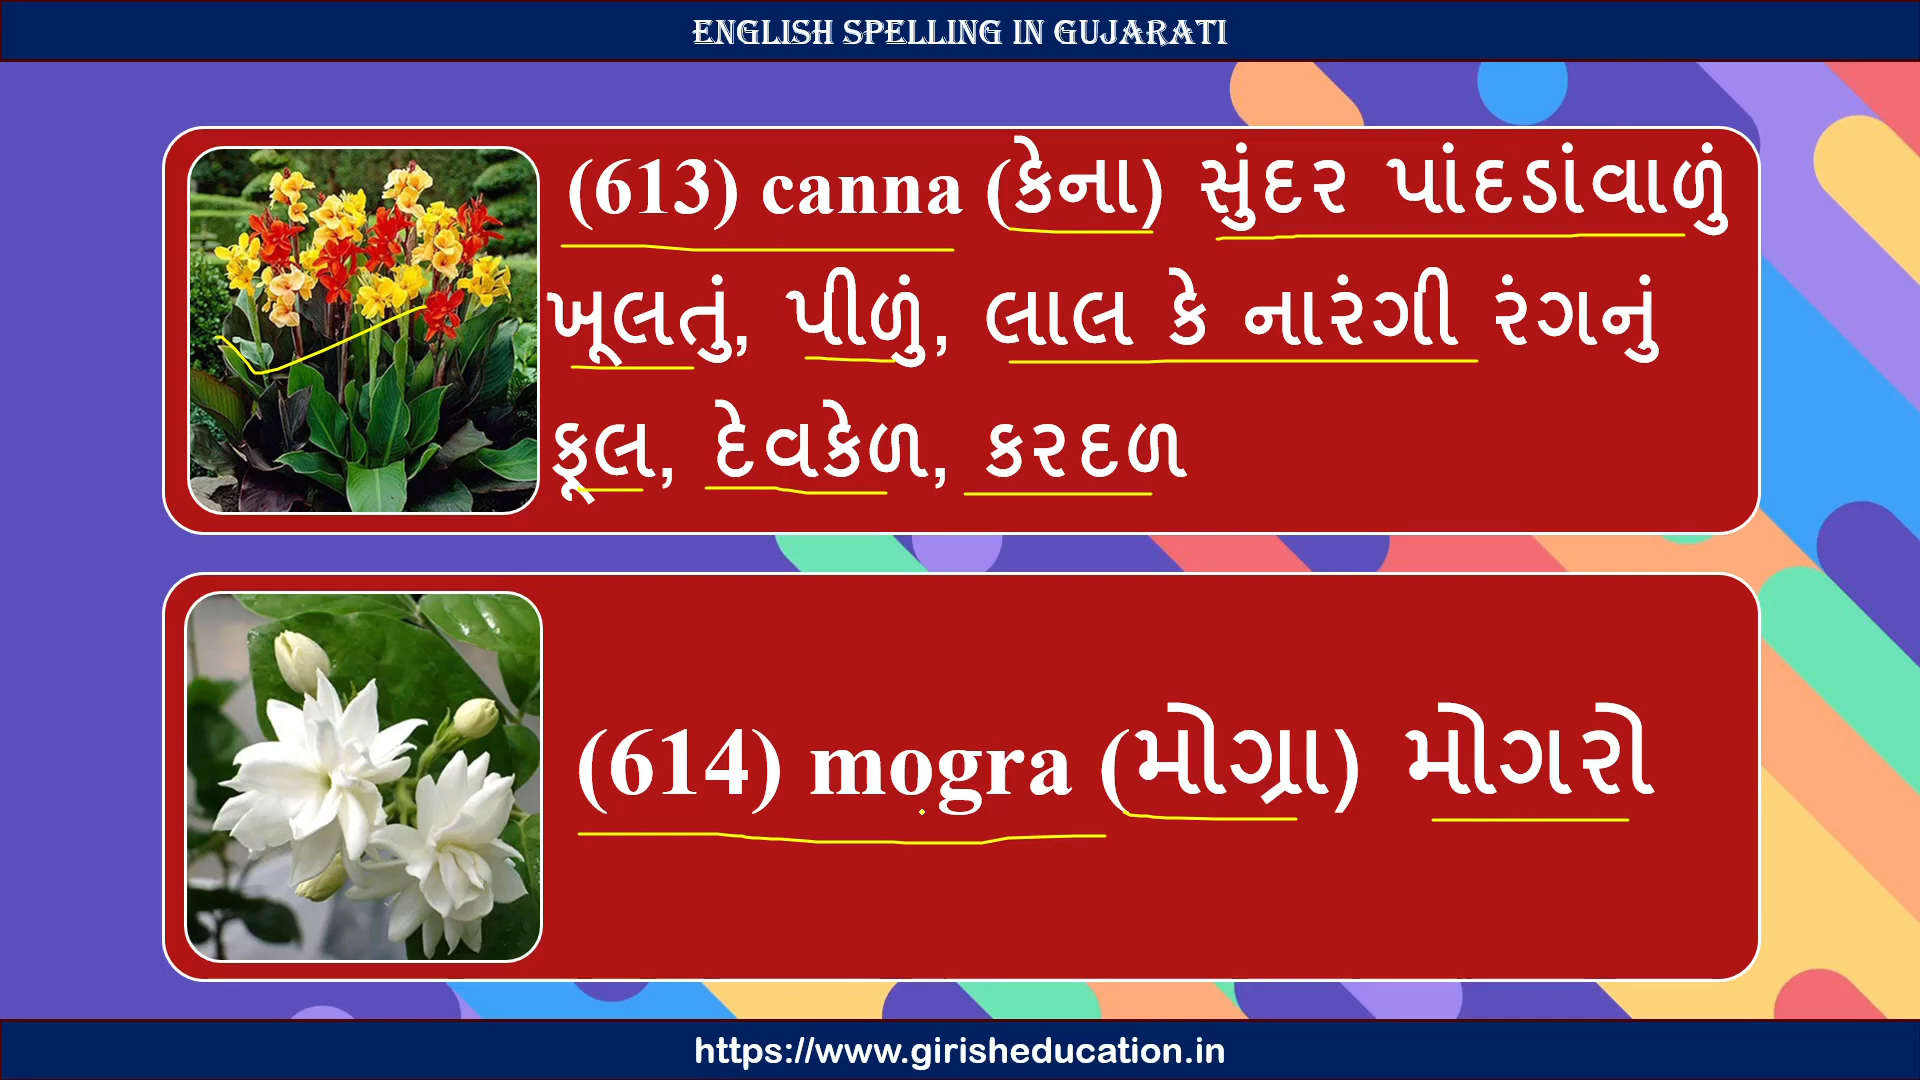 ENGLISH SPELLING IN GUJARATI
(613) canna (કેના) સુંદર પાંદડાંવાળું
ખૂલતું, પીળું, લાલ કે નારંગી રંગનું
ફૂલ, દેવકેળ, કરદળ
(614) mogra (મોગ્રા) મોગરો
https://www.girisheducation.in